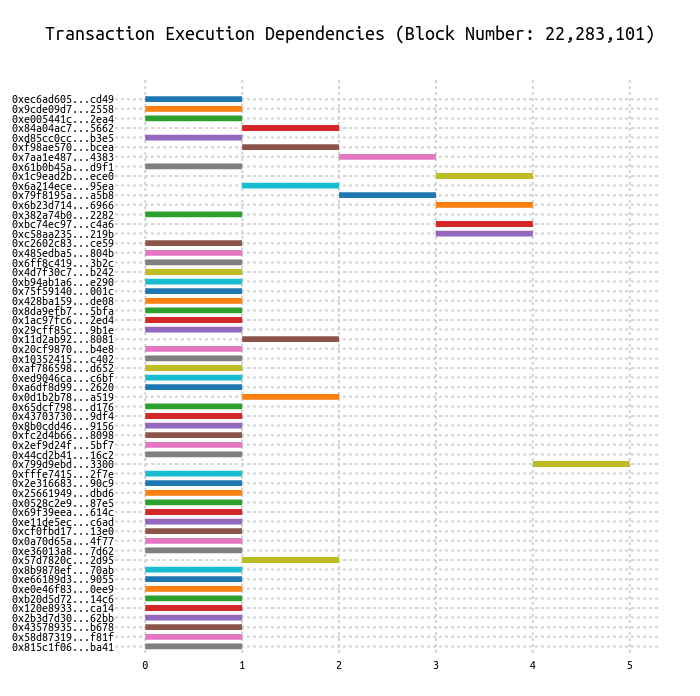 Transaction Execution Dependencies (Block Number: 22,283,101)
0xec6ad605...cd49
0x9cde09d7...2558
0xe005441c...2ea4
0x84a04ac7...5662
0xd85cc0cc...b3e5
0xf98ae570...bcea
0x7aa1e487...4383
0x61b0b45a...d9f1
0x1c9ead2b...ece0
0x6a214ece...95ea
0x79f8195a...a5b8
0x6b23d714...6966
0x382a74b0...2282
0xbc74ec97...c4a6
0xc58aa235...219b
0xc2602c83...ce59
0x485edba5...804b
0x6ff8c419...3b2c
0x4d7f30c7...b242
0xb94ab1a6...e290
0x75f59140...001c
0x428ba159...de08
0x8da9efb7...5bfa
0x1ac97fc6...2ed4
0x29cff85c...9b1e
0x11d2ab92...8081
0x20cf9870...b4e8
0x10352415...c402
0xaf786598...d652
0xed9046ca...c6bf
0xa6df8d99...2620
0x0d1b2b78...a519
0x65dcf798...d176
0x43703730...9df4
0x8b0cdd46...9156
0xfc2d4b66...8098
0x2ef9d24f...5bf7
0x44cd2b41...16c2
0x799d9ebd...3300
0xfffe7415...2f7e
0x2e316683...90c9
0x25661949...dbd6
0x0528c2e9...87e5
0x69f39eea...614c
0xe11de5ec...c6ad
0xcf0fbd17...13e0
0x0a70d65a...4f77
0xe36013a8...7d62
0x57d7820c...2d95
0x8b9878ef...70ab
0xe66189d3...9055
0xe0e46f83...0ee9
0xb20d5d72...14c6
0x120e8933...ca14
0x2b3d7d30...62bb
0x43578935...b678
0x58d87319...f81f
0x815c1f06...ba41
0 1 2 3 4 5